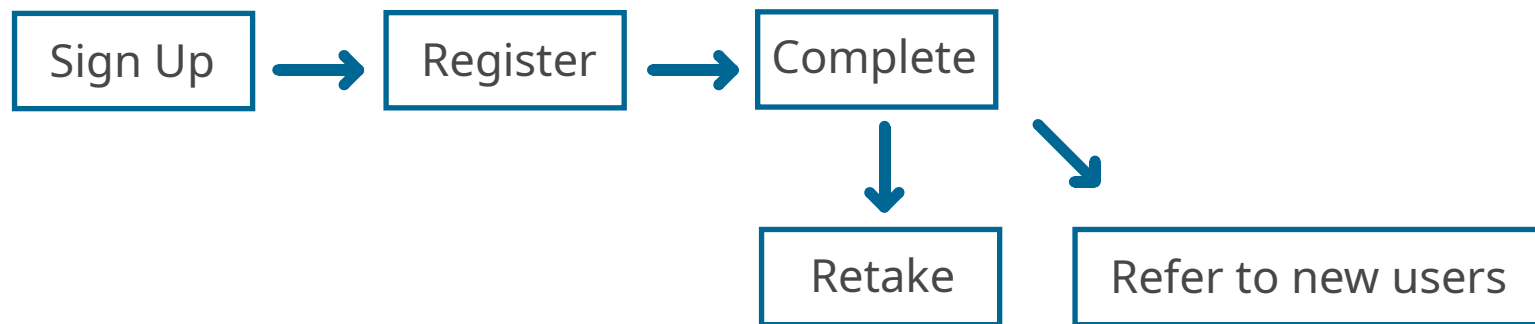 Sign Up
Register
Complete
Retake
Refer to new users